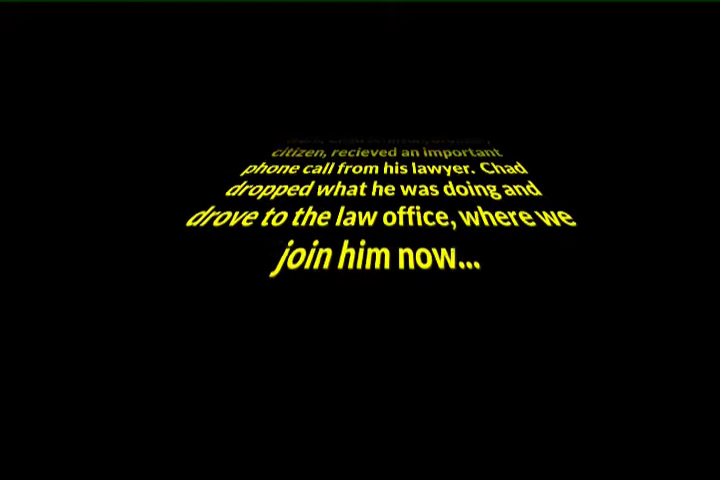 citizen, recieved an important
phone call from his lawyer. Chad
dropped what he was doing and
drove to the law office, where we
join him now...